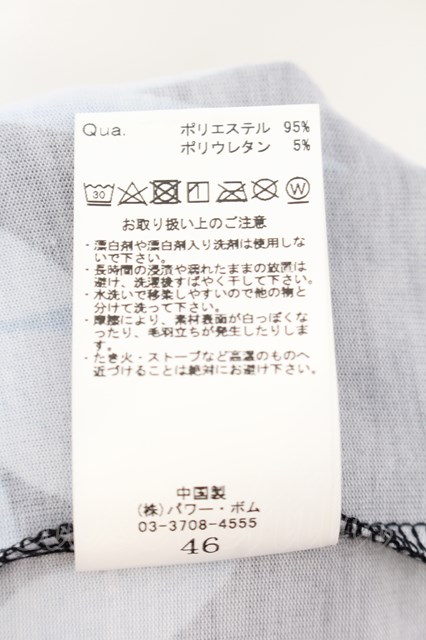 Qua. ポリエステル 95%
ポリウレタン 5%
30 W
お取り扱い上のご注意
・漂白剤や漂白剤入り洗剤は使用しな
いで下さい。
・長時間の浸漬や濡れたままの放置は
避け、洗濯後すばやく干して下さい。
・水洗いで移染しやすいので他の物と
分けて洗って下さい。
・摩擦により、素材表面が白っぽくな
ったり、毛羽立ちが発生したりしま
す。
・たき火・ストーブなど高温のものへ
近づけることは絶対にお避け下さい。
中国製
(株)パワー・ボム
03-3708-4555
46